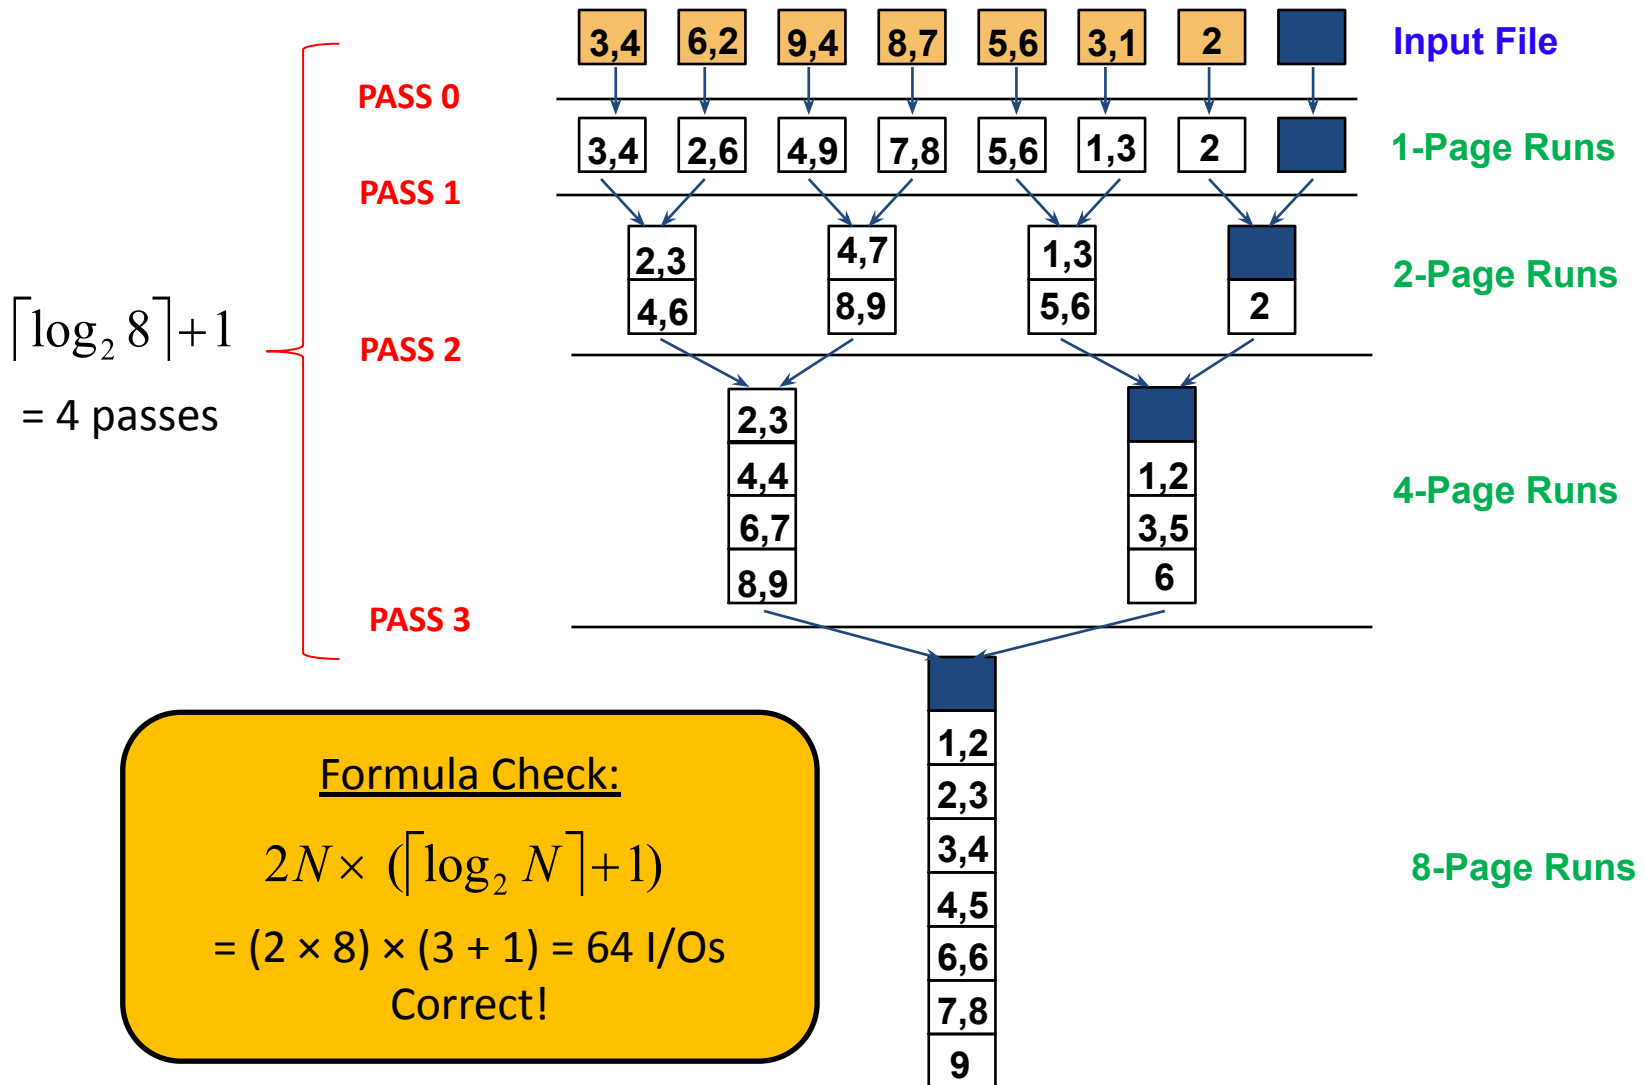 3,4 6,2 9,4 8,7 5,6 3,1 2 Input File
PASS 0
3,4 2,6 4,9 7,8 5,6 1,3 2 1-Page Runs
PASS 1
2,3 4,7 1,3 2-Page Runs
4,6 8,9 5,6 2
⌈log₂ 8⌉+1
= 4 passes
PASS 2
2,3
4,4 1,2 4-Page Runs
6,7 3,5
8,9 6
PASS 3
1,2
2,3
3,4
4,5
6,6
7,8
9
8-Page Runs
Formula Check:
2N × (⌈log₂ N⌉+1)
= (2 × 8) × (3 + 1) = 64 I/Os
Correct!